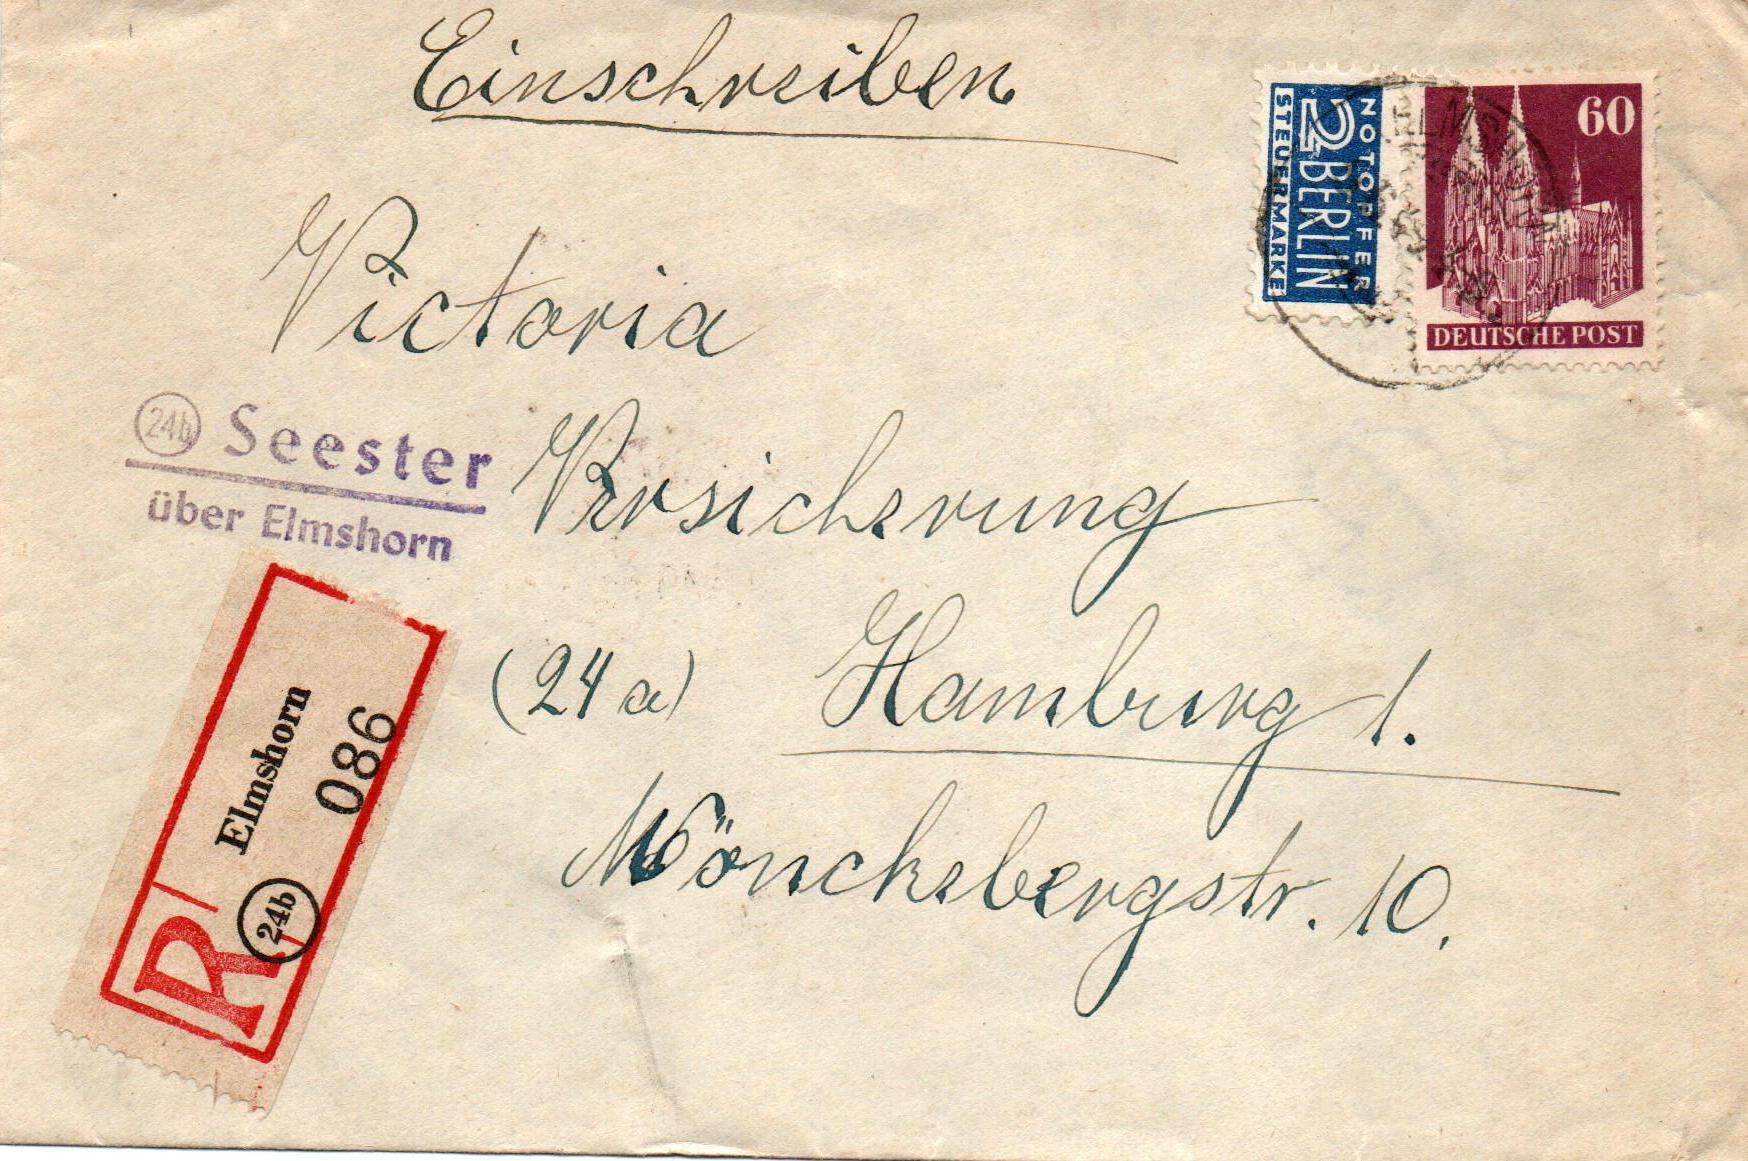 Einschreiben
NOTOPFER
2 BERLIN
STEUERMARKE
60
DEUTSCHE POST
Victoria
24b Seester
über Elmshorn
Versicherung
(24a) Hamburg 1.
Mönckebergstr. 10.
R
24b
Elmshorn
086